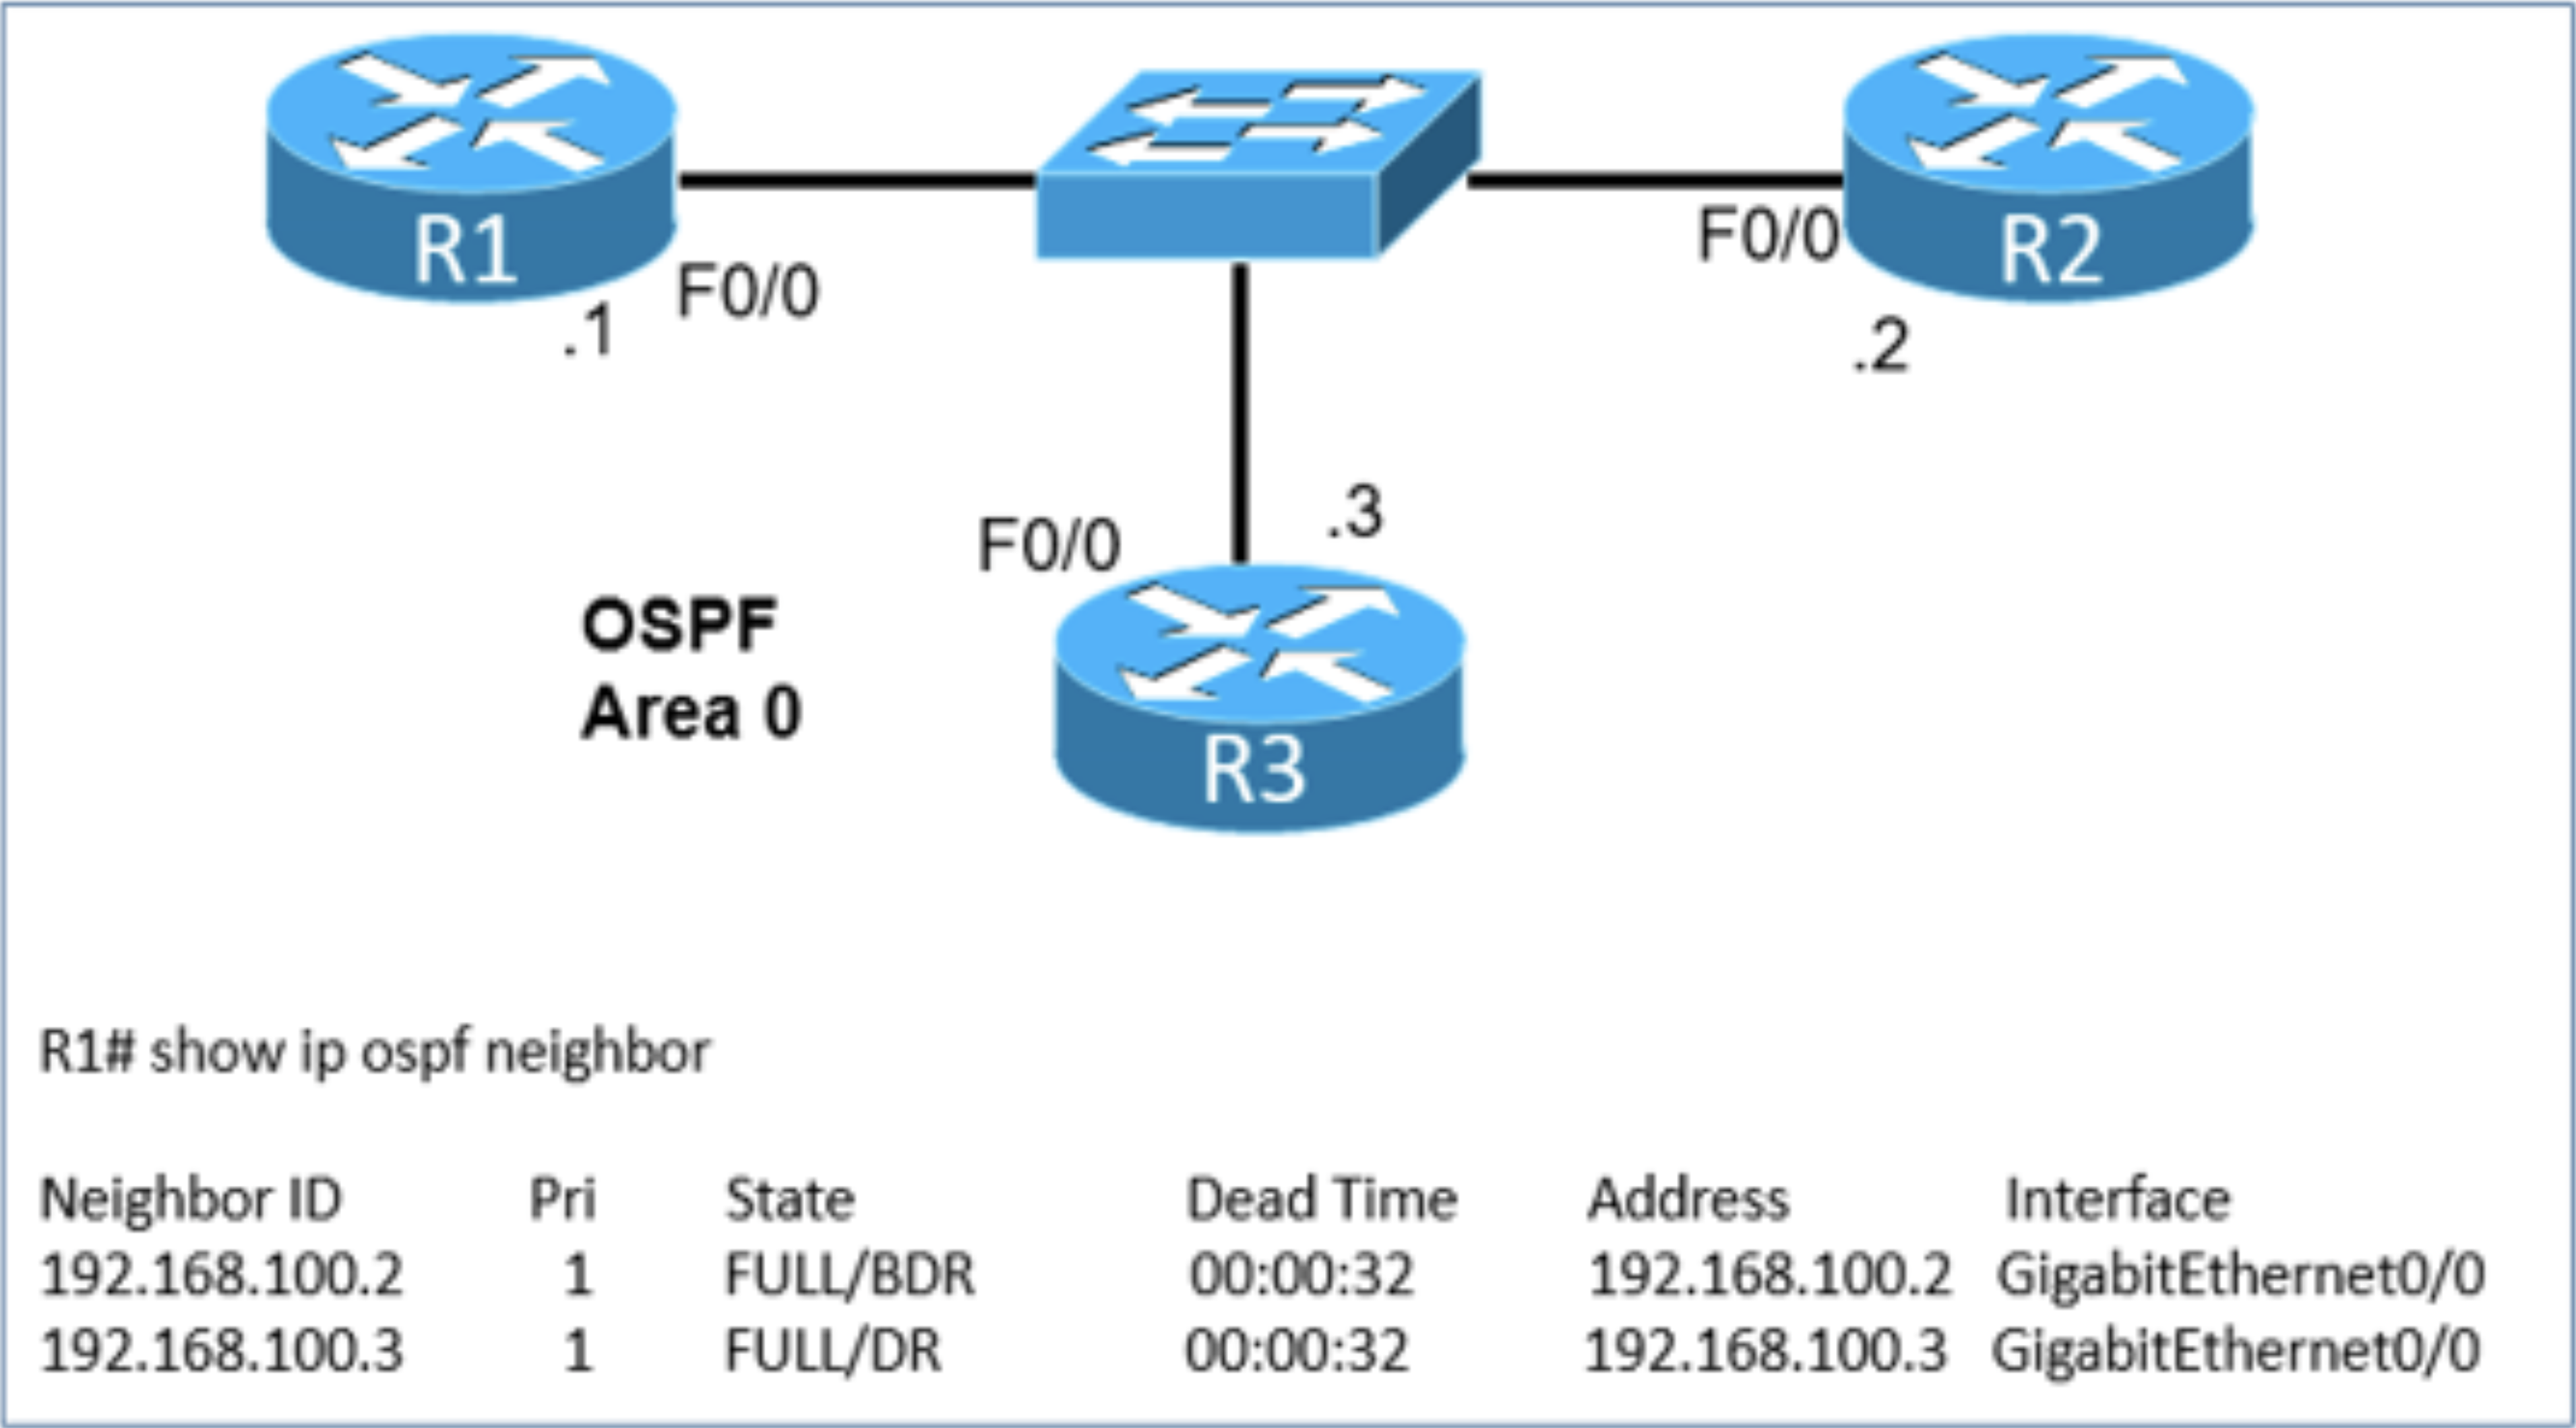 R1
R2
F0/0
F0/0
.1
.2
.3
F0/0
OSPF
Area 0
R3
R1# show ip ospf neighbor
Neighbor ID Pri State Dead Time Address Interface
192.168.100.2 1 FULL/BDR 00:00:32 192.168.100.2 GigabitEthernet0/0
192.168.100.3 1 FULL/DR 00:00:32 192.168.100.3 GigabitEthernet0/0